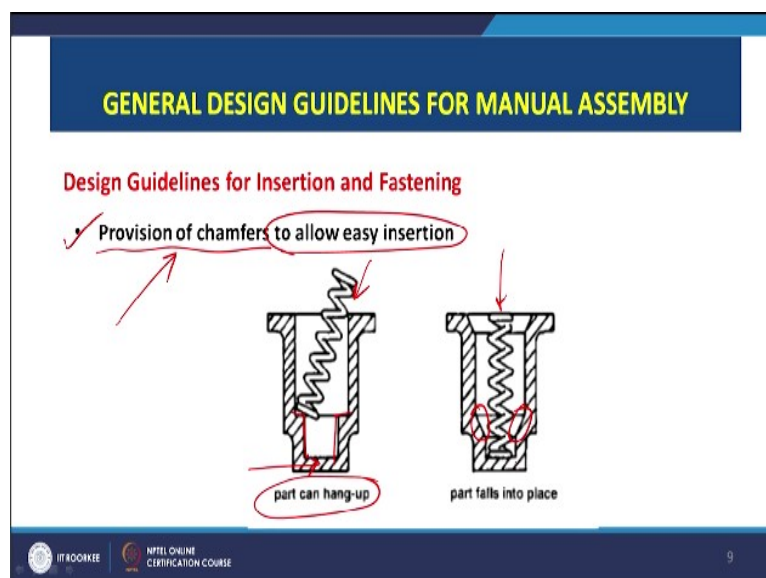 GENERAL DESIGN GUIDELINES FOR MANUAL ASSEMBLY
Design Guidelines for Insertion and Fastening
• Provision of chamfers to allow easy insertion
part can hang-up
part falls into place
IIT ROORKEE
NPTEL ONLINE
CERTIFICATION COURSE
9